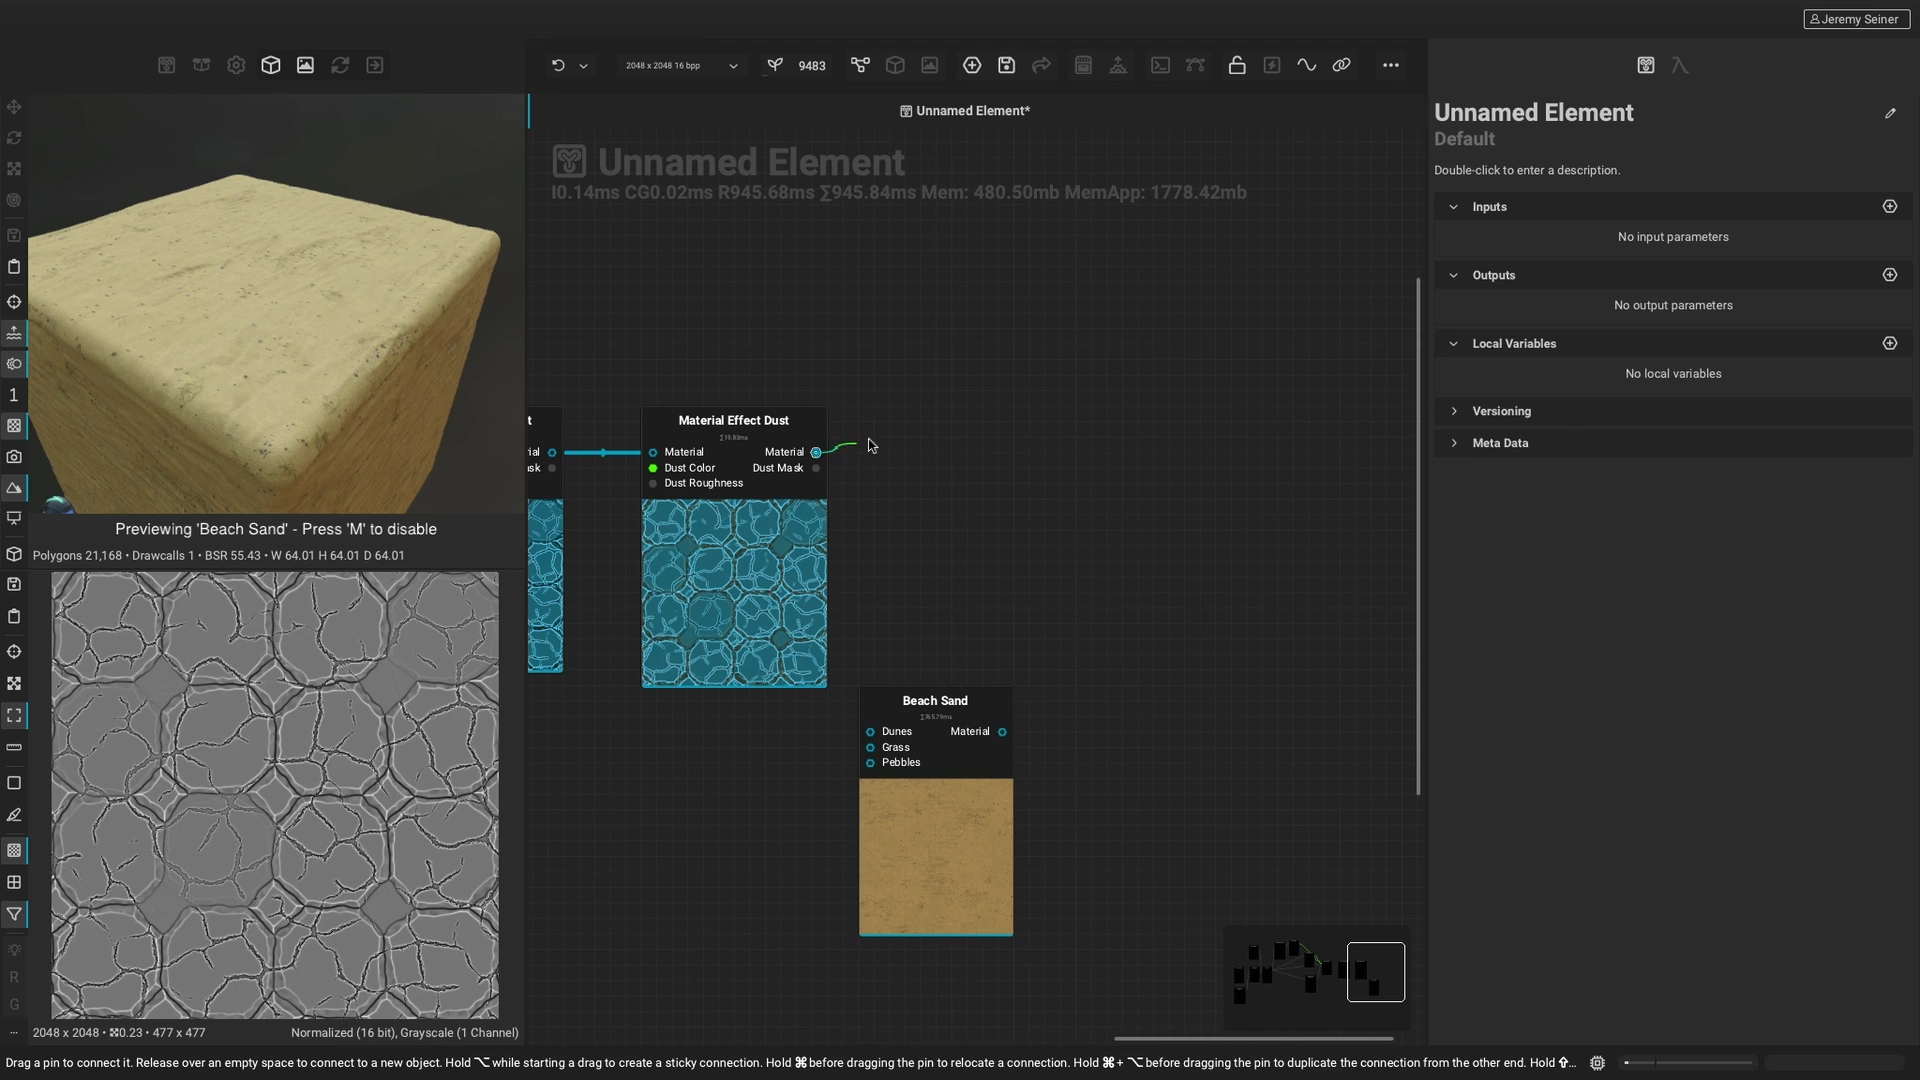 Jeremy Seiner
2048 x 2048 16 bpp
9483
Unnamed Element*
Unnamed Element
I0.14ms CG0.02ms R945.68ms ∑945.84ms Mem: 480.50mb MemApp: 1778.42mb
Unnamed Element
Default
Double-click to enter a description.
Inputs
No input parameters
Outputs
No output parameters
Local Variables
No local variables
Versioning
Meta Data
1
Previewing 'Beach Sand' - Press 'M' to disable
Polygons 21,168 • Drawcalls 1 • BSR 55.43 • W 64.01 H 64.01 D 64.01
t
ial
ask
Material Effect Dust
∑19.83ms
Material Material
Dust Color Dust Mask
Dust Roughness
Beach Sand
Dunes Material
Grass
Pebbles
R
G
2048 x 2048 • 0.23 • 477 x 477 Normalized (16 bit), Grayscale (1 Channel)
Drag a pin to connect it. Release over an empty space to connect to a new object. Hold ⌥ while starting a drag to create a sticky connection. Hold ⌘ before dragging the pin to relocate a connection. Hold ⌘+ ⌥ before dragging the pin to duplicate the connection from the other end. Hold ⇧...